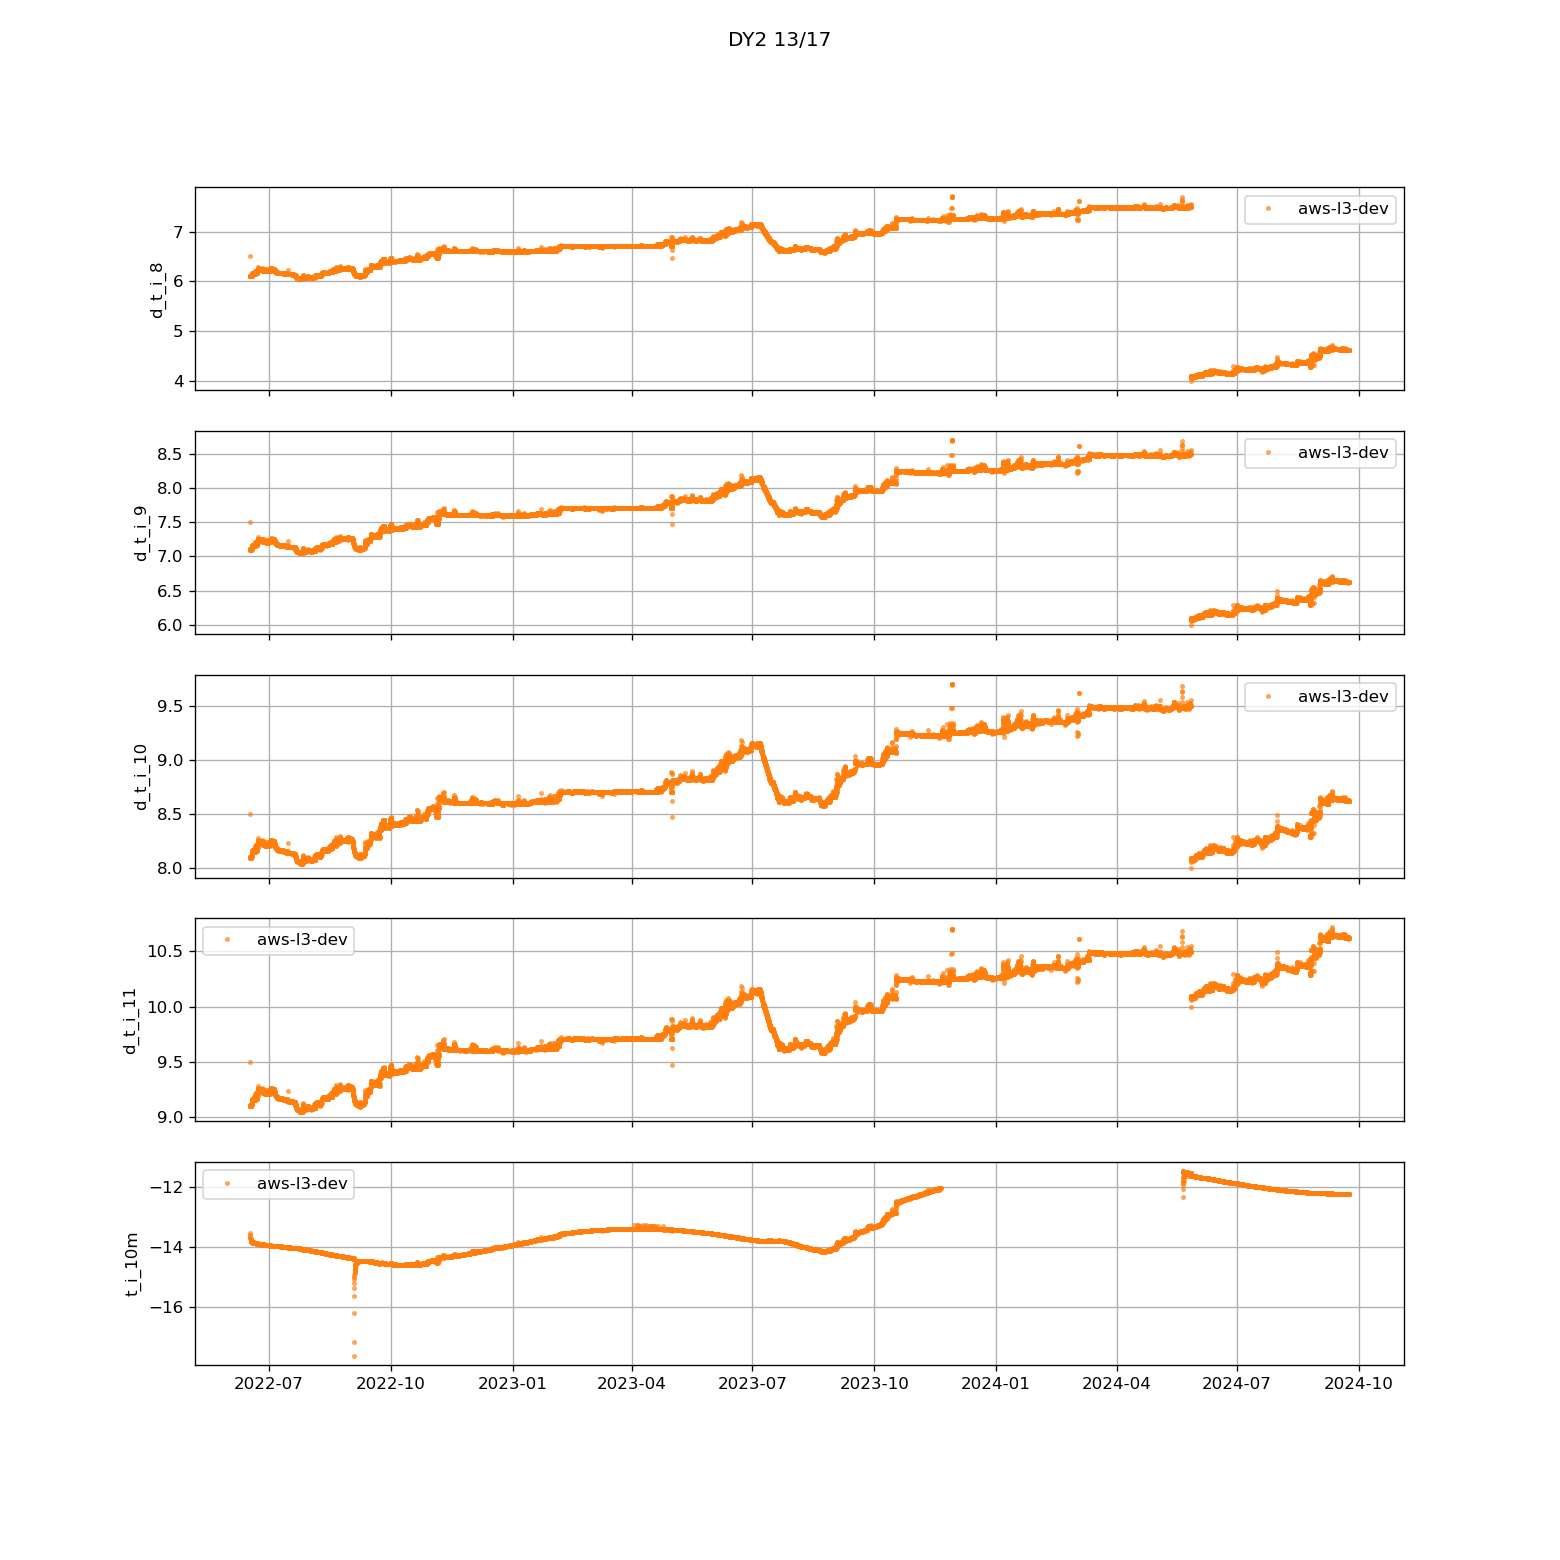 DY2 13/17
aws-l3-dev
7
6
5
4
d_t_i_8
aws-l3-dev
8.5
8.0
7.5
7.0
6.5
6.0
d_t_i_9
aws-l3-dev
9.5
9.0
8.5
8.0
d_t_i_10
aws-l3-dev
10.5
10.0
9.5
9.0
d_t_i_11
aws-l3-dev
−12
−14
−16
t_i_10m
2022-07 2022-10 2023-01 2023-04 2023-07 2023-10 2024-01 2024-04 2024-07 2024-10